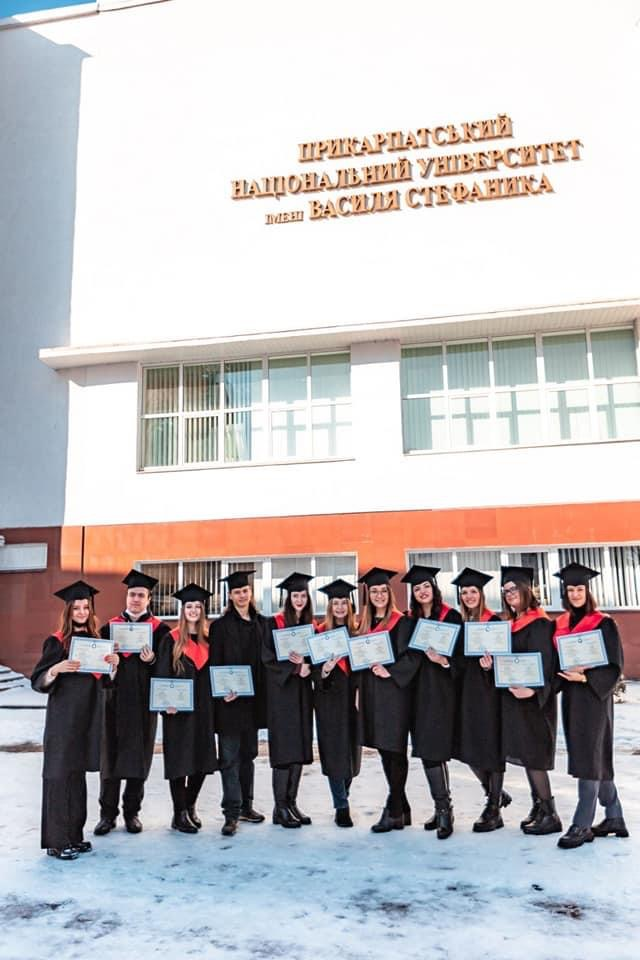 ПРИКАРПАТСЬКИЙ
НАЦІОНАЛЬНИЙ УНІВЕРСИТЕТ
ІМЕНІ ВАСИЛЯ СТЕФАНИКА